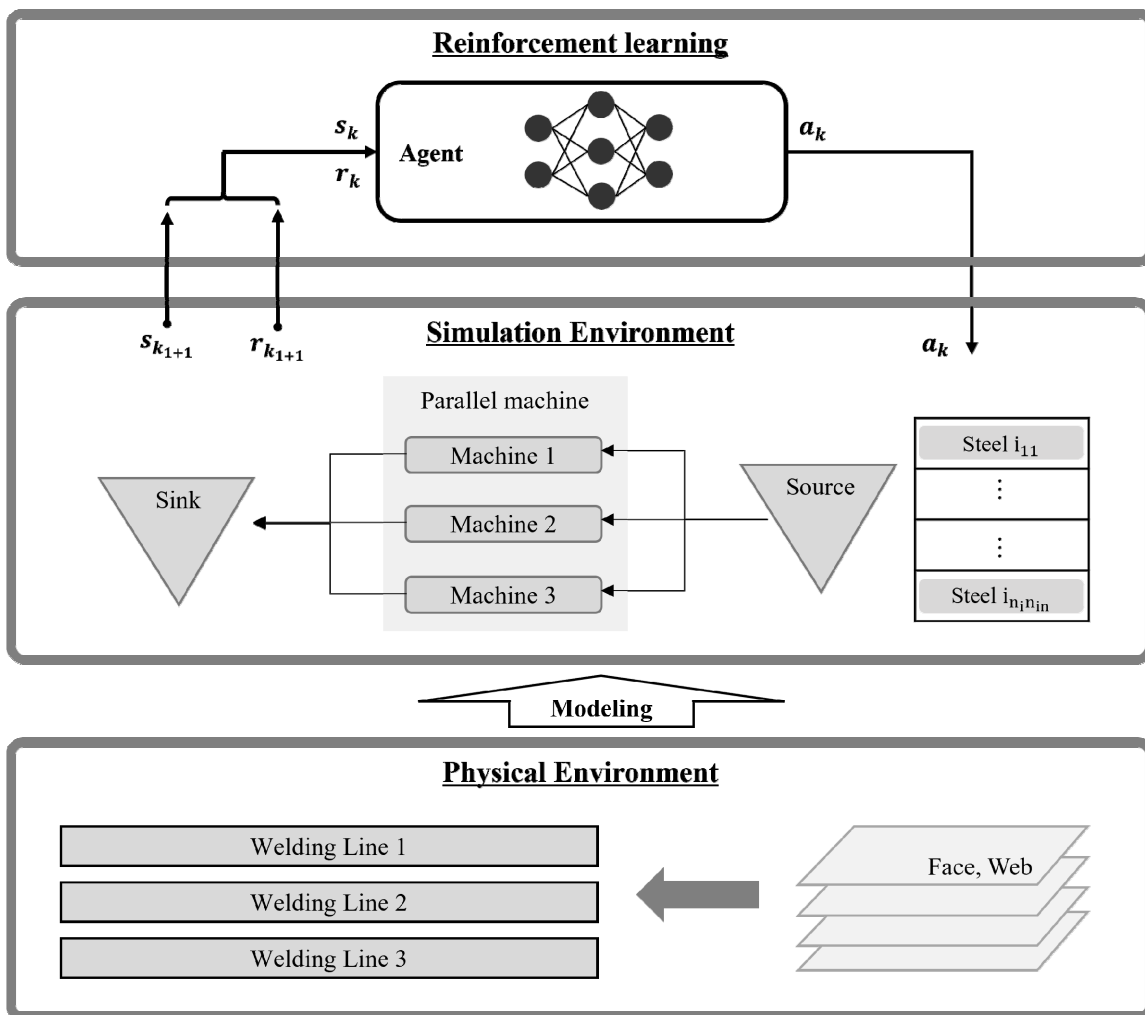 Reinforcement learning
s_k
r_k
Agent
a_k
s_{k_{1+1}}
r_{k_{1+1}}
Simulation Environment
a_k
Parallel machine
Machine 1
Machine 2
Machine 3
Sink
Source
Steel i_{11}
⋮
⋮
Steel i_{n_i n_{in}}
Modeling
Physical Environment
Welding Line 1
Welding Line 2
Welding Line 3
Face, Web